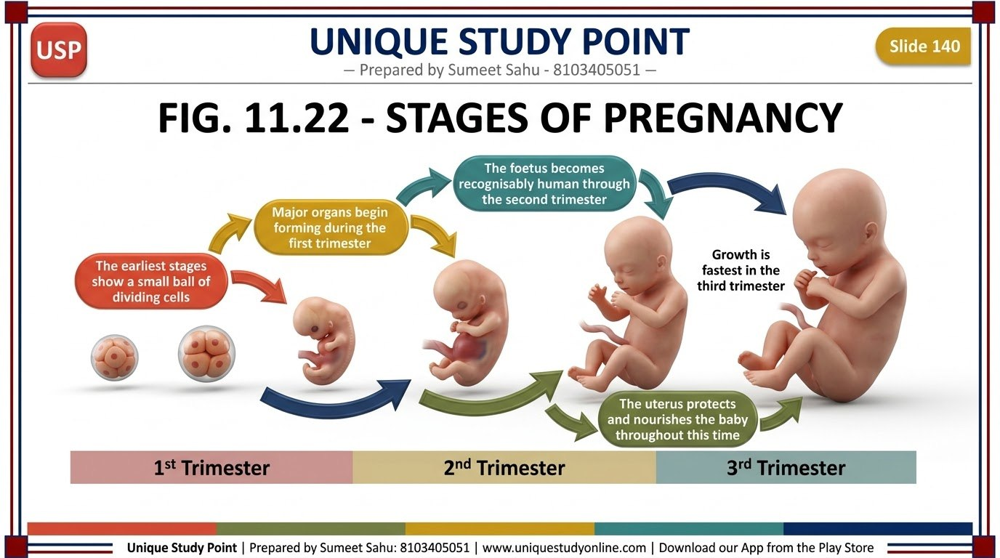 USP
UNIQUE STUDY POINT
Slide 140
— Prepared by Sumeet Sahu - 8103405051 —
FIG. 11.22 - STAGES OF PREGNANCY
The earliest stages
show a small ball of
dividing cells
Major organs begin
forming during the
first trimester
The foetus becomes
recognisably human through
the second trimester
Growth is
fastest in the
third trimester
The uterus protects
and nourishes the baby
throughout this time
1st Trimester
2nd Trimester
3rd Trimester
Unique Study Point | Prepared by Sumeet Sahu: 8103405051 | www.uniquestudyonline.com | Download our App from the Play Store